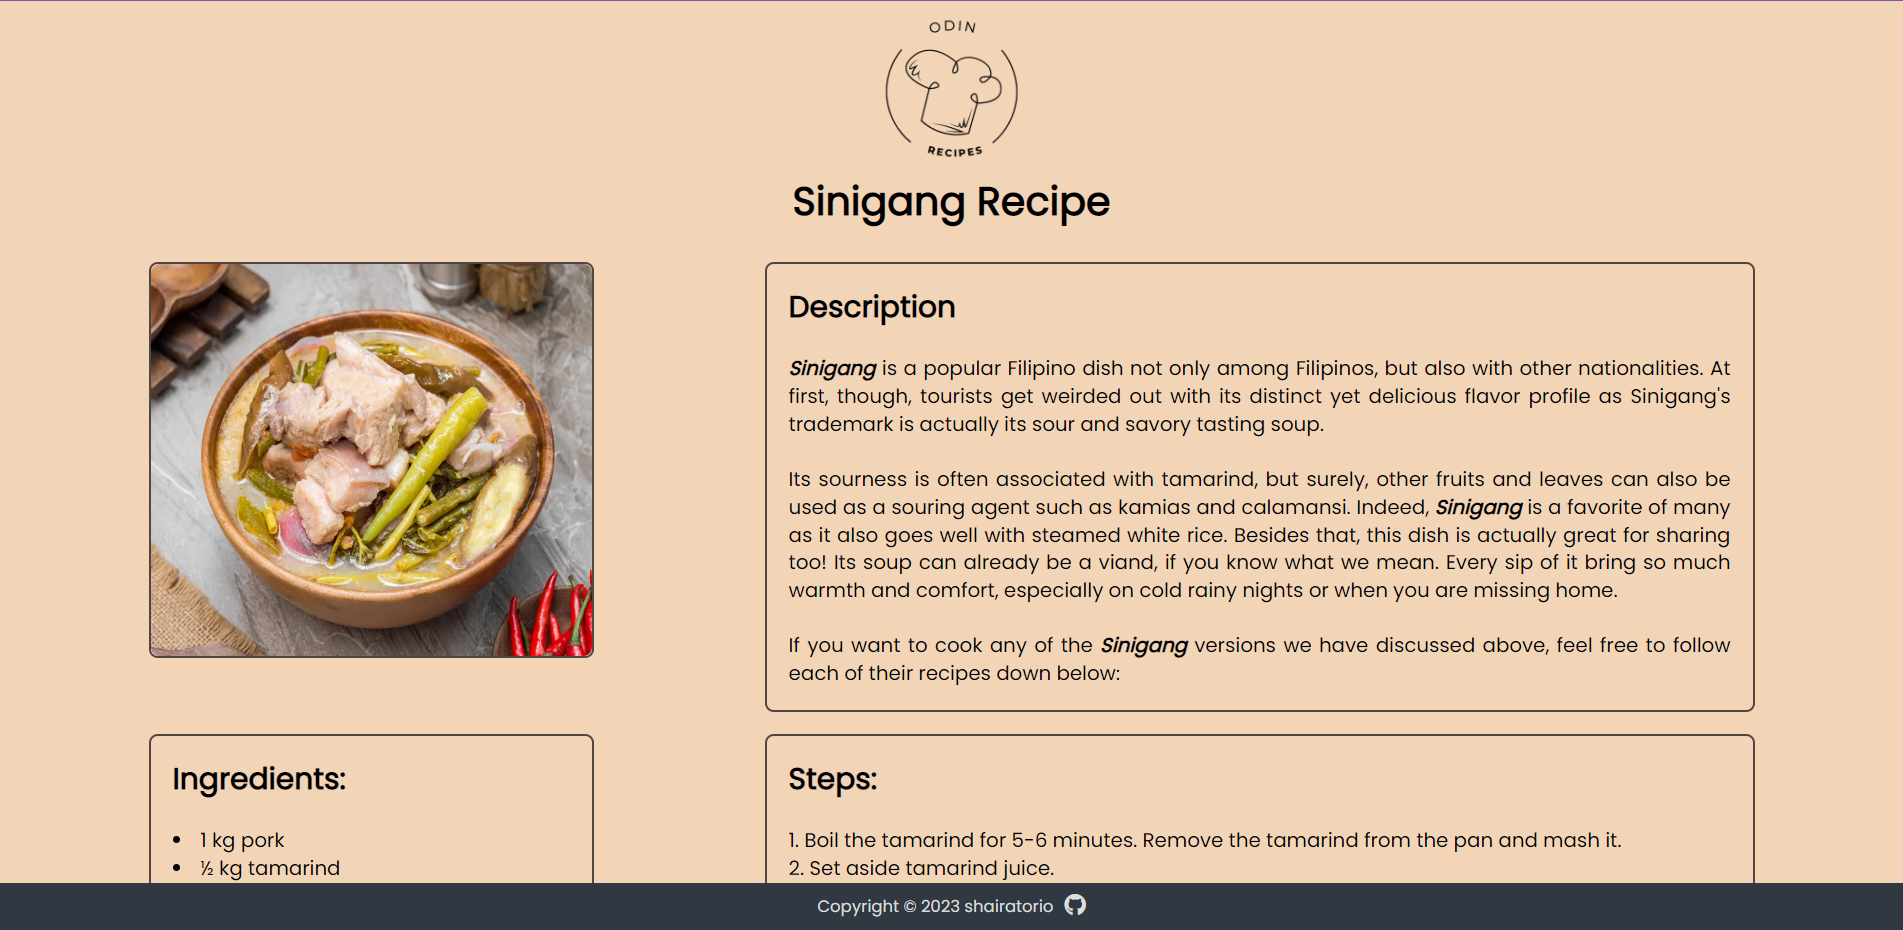 ODIN
RECIPES
Sinigang Recipe
Description
Sinigang is a popular Filipino dish not only among Filipinos, but also with other nationalities. At
first, though, tourists get weirded out with its distinct yet delicious flavor profile as Sinigang's
trademark is actually its sour and savory tasting soup.
Its sourness is often associated with tamarind, but surely, other fruits and leaves can also be
used as a souring agent such as kamias and calamansi. Indeed, Sinigang is a favorite of many
as it also goes well with steamed white rice. Besides that, this dish is actually great for sharing
too! Its soup can already be a viand, if you know what we mean. Every sip of it bring so much
warmth and comfort, especially on cold rainy nights or when you are missing home.
If you want to cook any of the Sinigang versions we have discussed above, feel free to follow
each of their recipes down below:
Ingredients:
• 1 kg pork
• ½ kg tamarind
Steps:
1. Boil the tamarind for 5-6 minutes. Remove the tamarind from the pan and mash it.
2. Set aside tamarind juice.
Copyright © 2023 shairatorio